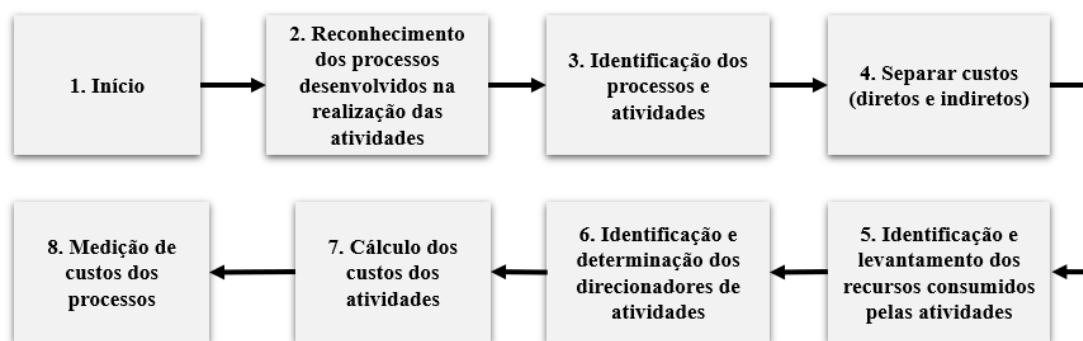 1. Início
2. Reconhecimento
dos processos
desenvolvidos na
realização das
atividades
3. Identificação dos
processos e
atividades
4. Separar custos
(diretos e indiretos)
8. Medição de
custos dos
processos
7. Cálculo dos
custos dos
atividades
6. Identificação e
determinação dos
direcionadores de
atividades
5. Identificação e
levantamento dos
recursos consumidos
pelas atividades